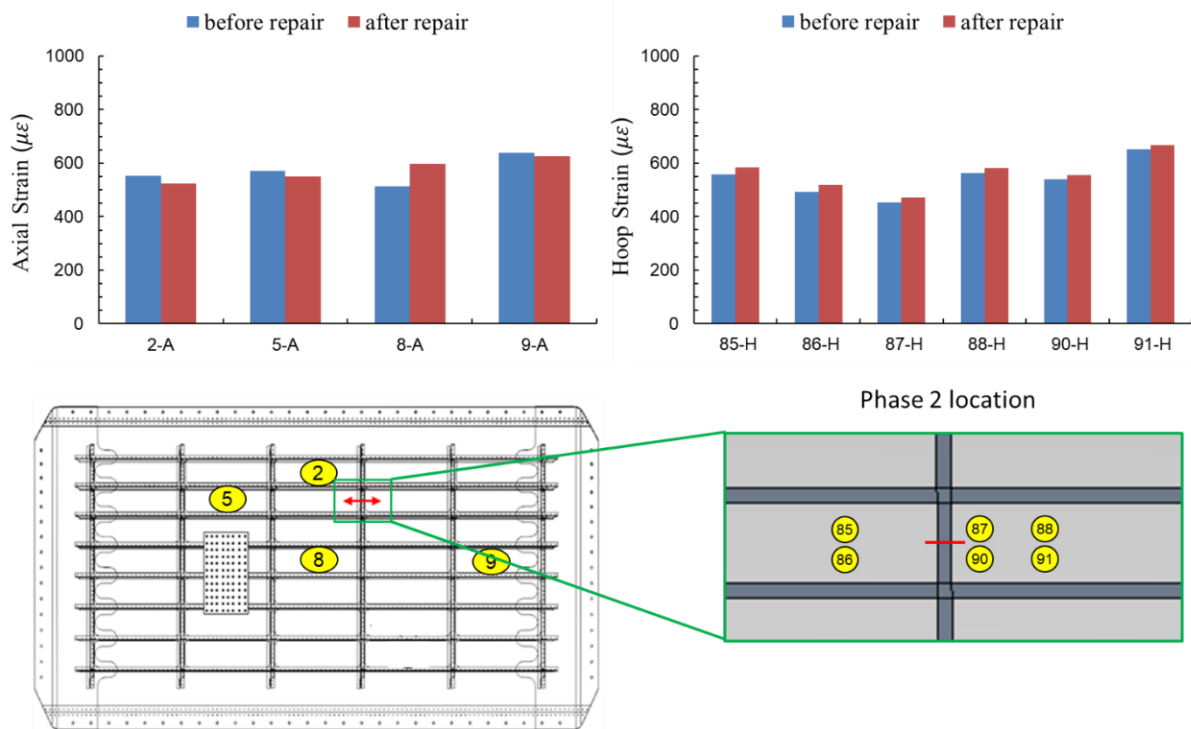 before repair after repair
Axial Strain (με)
1000
800
600
400
200
0
2-A 5-A 8-A 9-A
before repair after repair
Hoop Strain (με)
1000
800
600
400
200
0
85-H 86-H 87-H 88-H 90-H 91-H
2
5
8
9
Phase 2 location
85 87 88
86 90 91